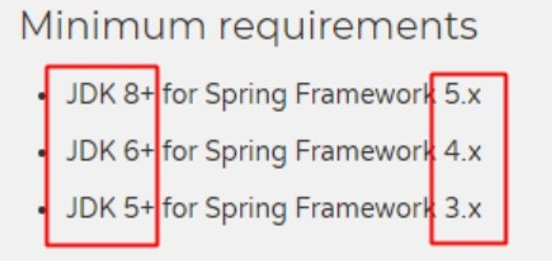 Minimum requirements
• JDK 8+ for Spring Framework 5.x
• JDK 6+ for Spring Framework 4.x
• JDK 5+ for Spring Framework 3.x